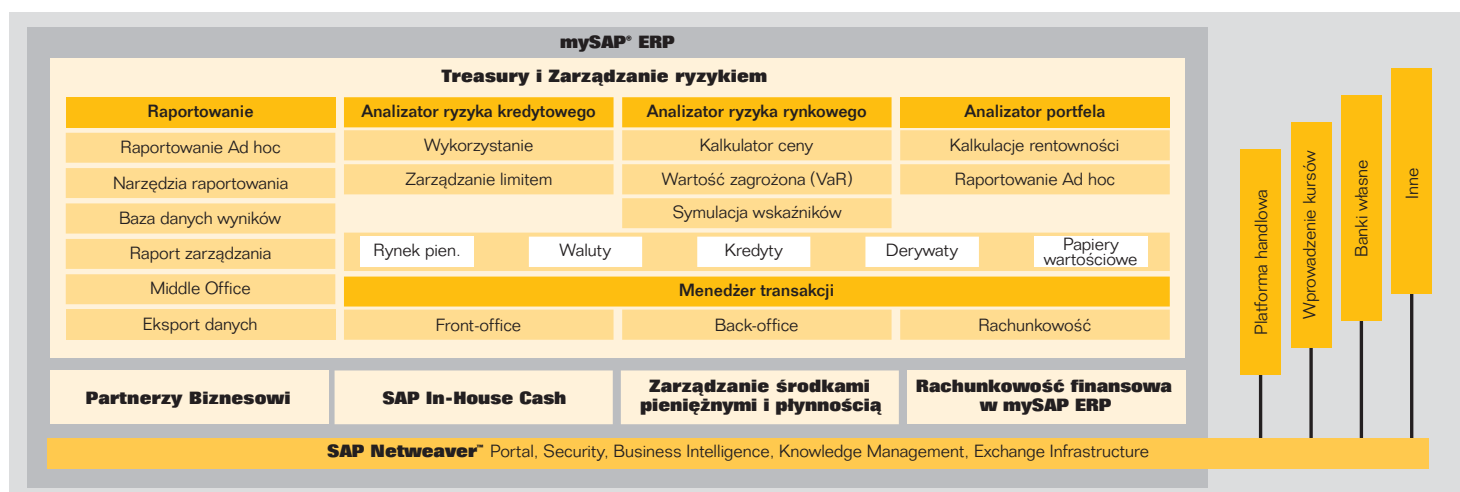 mySAP® ERP
Treasury i Zarządzanie ryzykiem
Raportowanie
Raportowanie Ad hoc
Narzędzia raportowania
Baza danych wyników
Raport zarządzania
Middle Office
Eksport danych
Analizator ryzyka kredytowego
Wykorzystanie
Zarządzanie limitem
Analizator ryzyka rynkowego
Kalkulator ceny
Wartość zagrożona (VaR)
Symulacja wskaźników
Analizator portfela
Kalkulacje rentowności
Raportowanie Ad hoc
Rynek pien.
Waluty
Kredyty
Derywaty
Papiery
wartościowe
Menedżer transakcji
Front-office
Back-office
Rachunkowość
Partnerzy Biznesowi
SAP In-House Cash
Zarządzanie środkami
pieniężnymi i płynnością
Rachunkowość finansowa
w mySAP ERP
SAP Netweaver™ Portal, Security, Business Intelligence, Knowledge Management, Exchange Infrastructure
Platforma handlowa
Wprowadzenie kursów
Banki własne
Inne